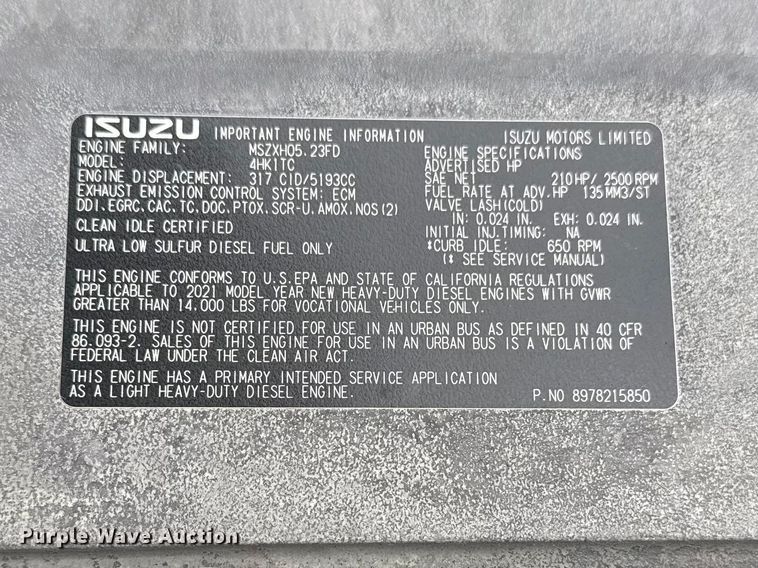 ISUZU IMPORTANT ENGINE INFORMATION ISUZU MOTORS LIMITED
ENGINE FAMILY: MSZXH05.23FD
MODEL: 4HK1TC
ENGINE DISPLACEMENT: 317 CID/5193CC
EXHAUST EMISSION CONTROL SYSTEM: ECM
DDI.EGRC.CAC.TC.DOC.PTOX.SCR-U.AMOX.NOS(2)
CLEAN IDLE CERTIFIED
ULTRA LOW SULFUR DIESEL FUEL ONLY
ENGINE SPECIFICATIONS
ADVERTISED HP
SAE NET 210HP/ 2500RPM
FUEL RATE AT ADV.HP 135MM3/ST
VALVE LASH(COLD)
IN: 0.024 IN. EXH: 0.024 IN.
INITIAL INJ.TIMING: NA
*CURB IDLE: 650 RPM
(* SEE SERVICE MANUAL)
THIS ENGINE CONFORMS TO U.S.EPA AND STATE OF CALIFORNIA REGULATIONS
APPLICABLE TO 2021 MODEL YEAR NEW HEAVY-DUTY DIESEL ENGINES WITH GVWR
GREATER THAN 14.000 LBS FOR VOCATIONAL VEHICLES ONLY.
THIS ENGINE IS NOT CERTIFIED FOR USE IN AN URBAN BUS AS DEFINED IN 40 CFR
86.093-2. SALES OF THIS ENGINE FOR USE IN AN URBAN BUS IS A VIOLATION OF
FEDERAL LAW UNDER THE CLEAN AIR ACT.
THIS ENGINE HAS A PRIMARY INTENDED SERVICE APPLICATION
AS A LIGHT HEAVY-DUTY DIESEL ENGINE.
P.NO 8978215850
Purple Wave Auction